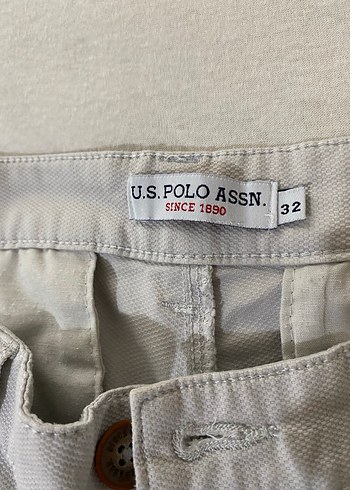 U.S. POLO ASSN.
SINCE 1890
32